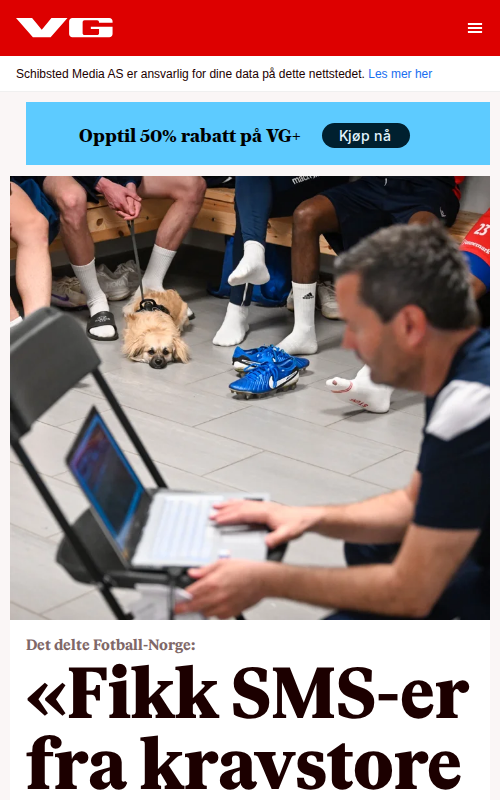 VG
Schibsted Media AS er ansvarlig for dine data på dette nettstedet. Les mer her
Opptil 50% rabatt på VG+
Kjøp nå
23
Det delte Fotball-Norge:
«Fikk SMS-er
fra kravstore